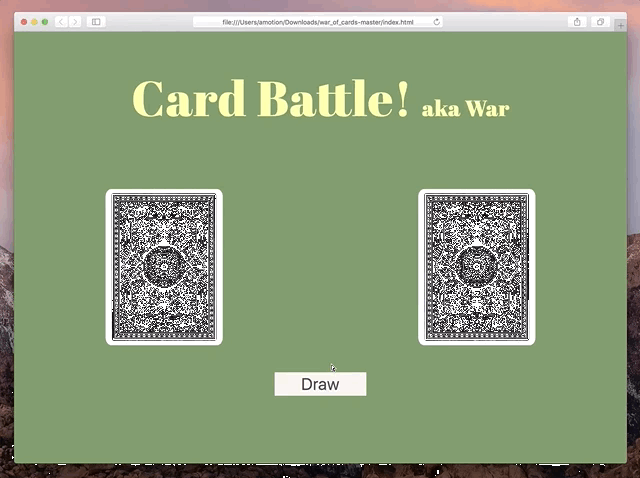 file:///Users/amotion/Downloads/war_of_cards-master/index.html
Card Battle! aka War
Draw